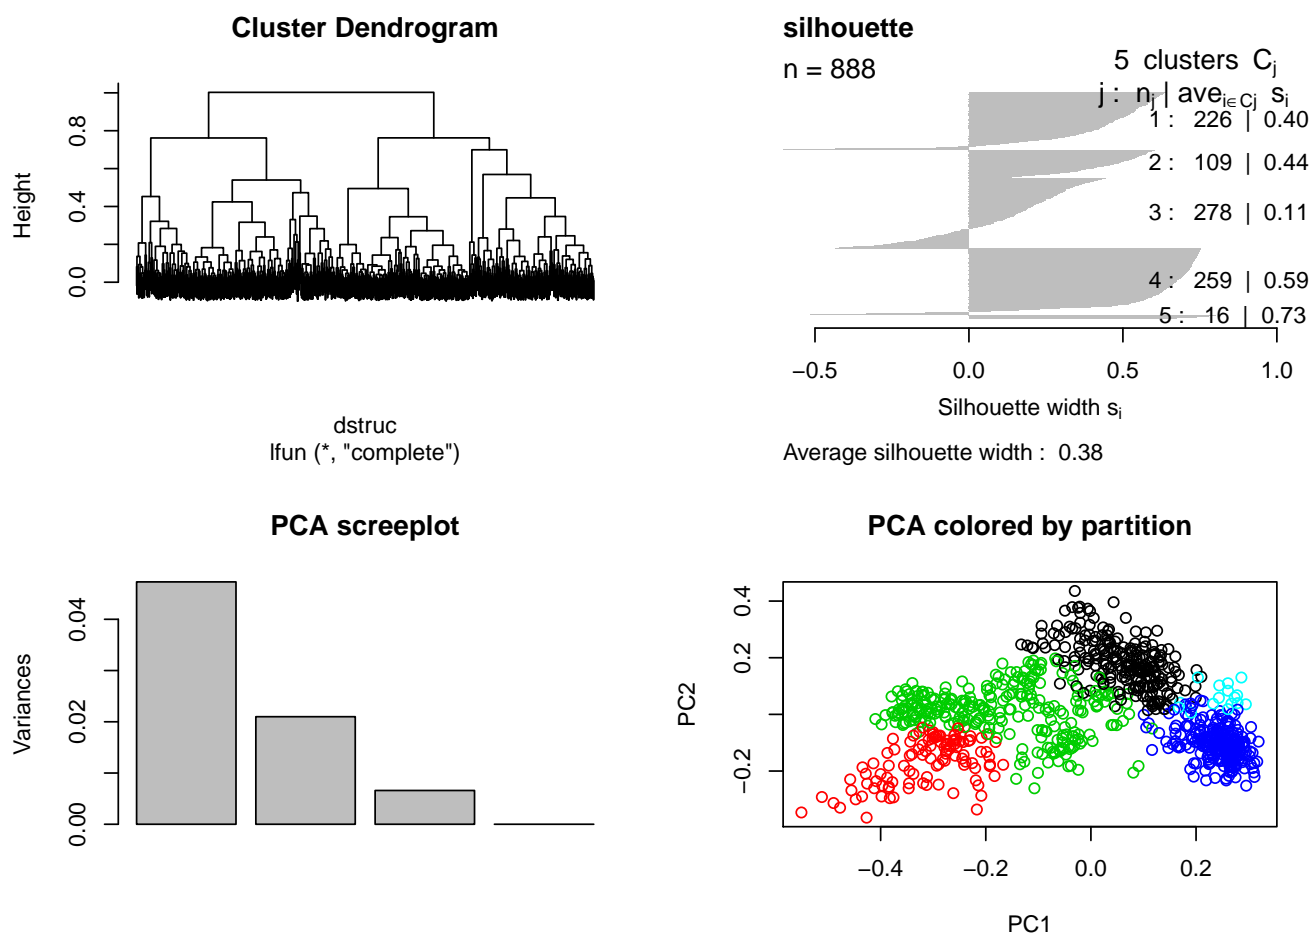 Cluster Dendrogram
Height
0.0 0.4 0.8
dstruc
lfun (*, "complete")
silhouette
n = 888
5 clusters Cj
j : nj | avei∈Cj si
1 : 226 | 0.40
2 : 109 | 0.44
3 : 278 | 0.11
4 : 259 | 0.59
5 : 16 | 0.73
−0.5 0.0 0.5 1.0
Silhouette width si
Average silhouette width : 0.38
PCA screeplot
Variances
0.00 0.02 0.04
PCA colored by partition
PC2
−0.2 0.2 0.4
−0.4 −0.2 0.0 0.2
PC1